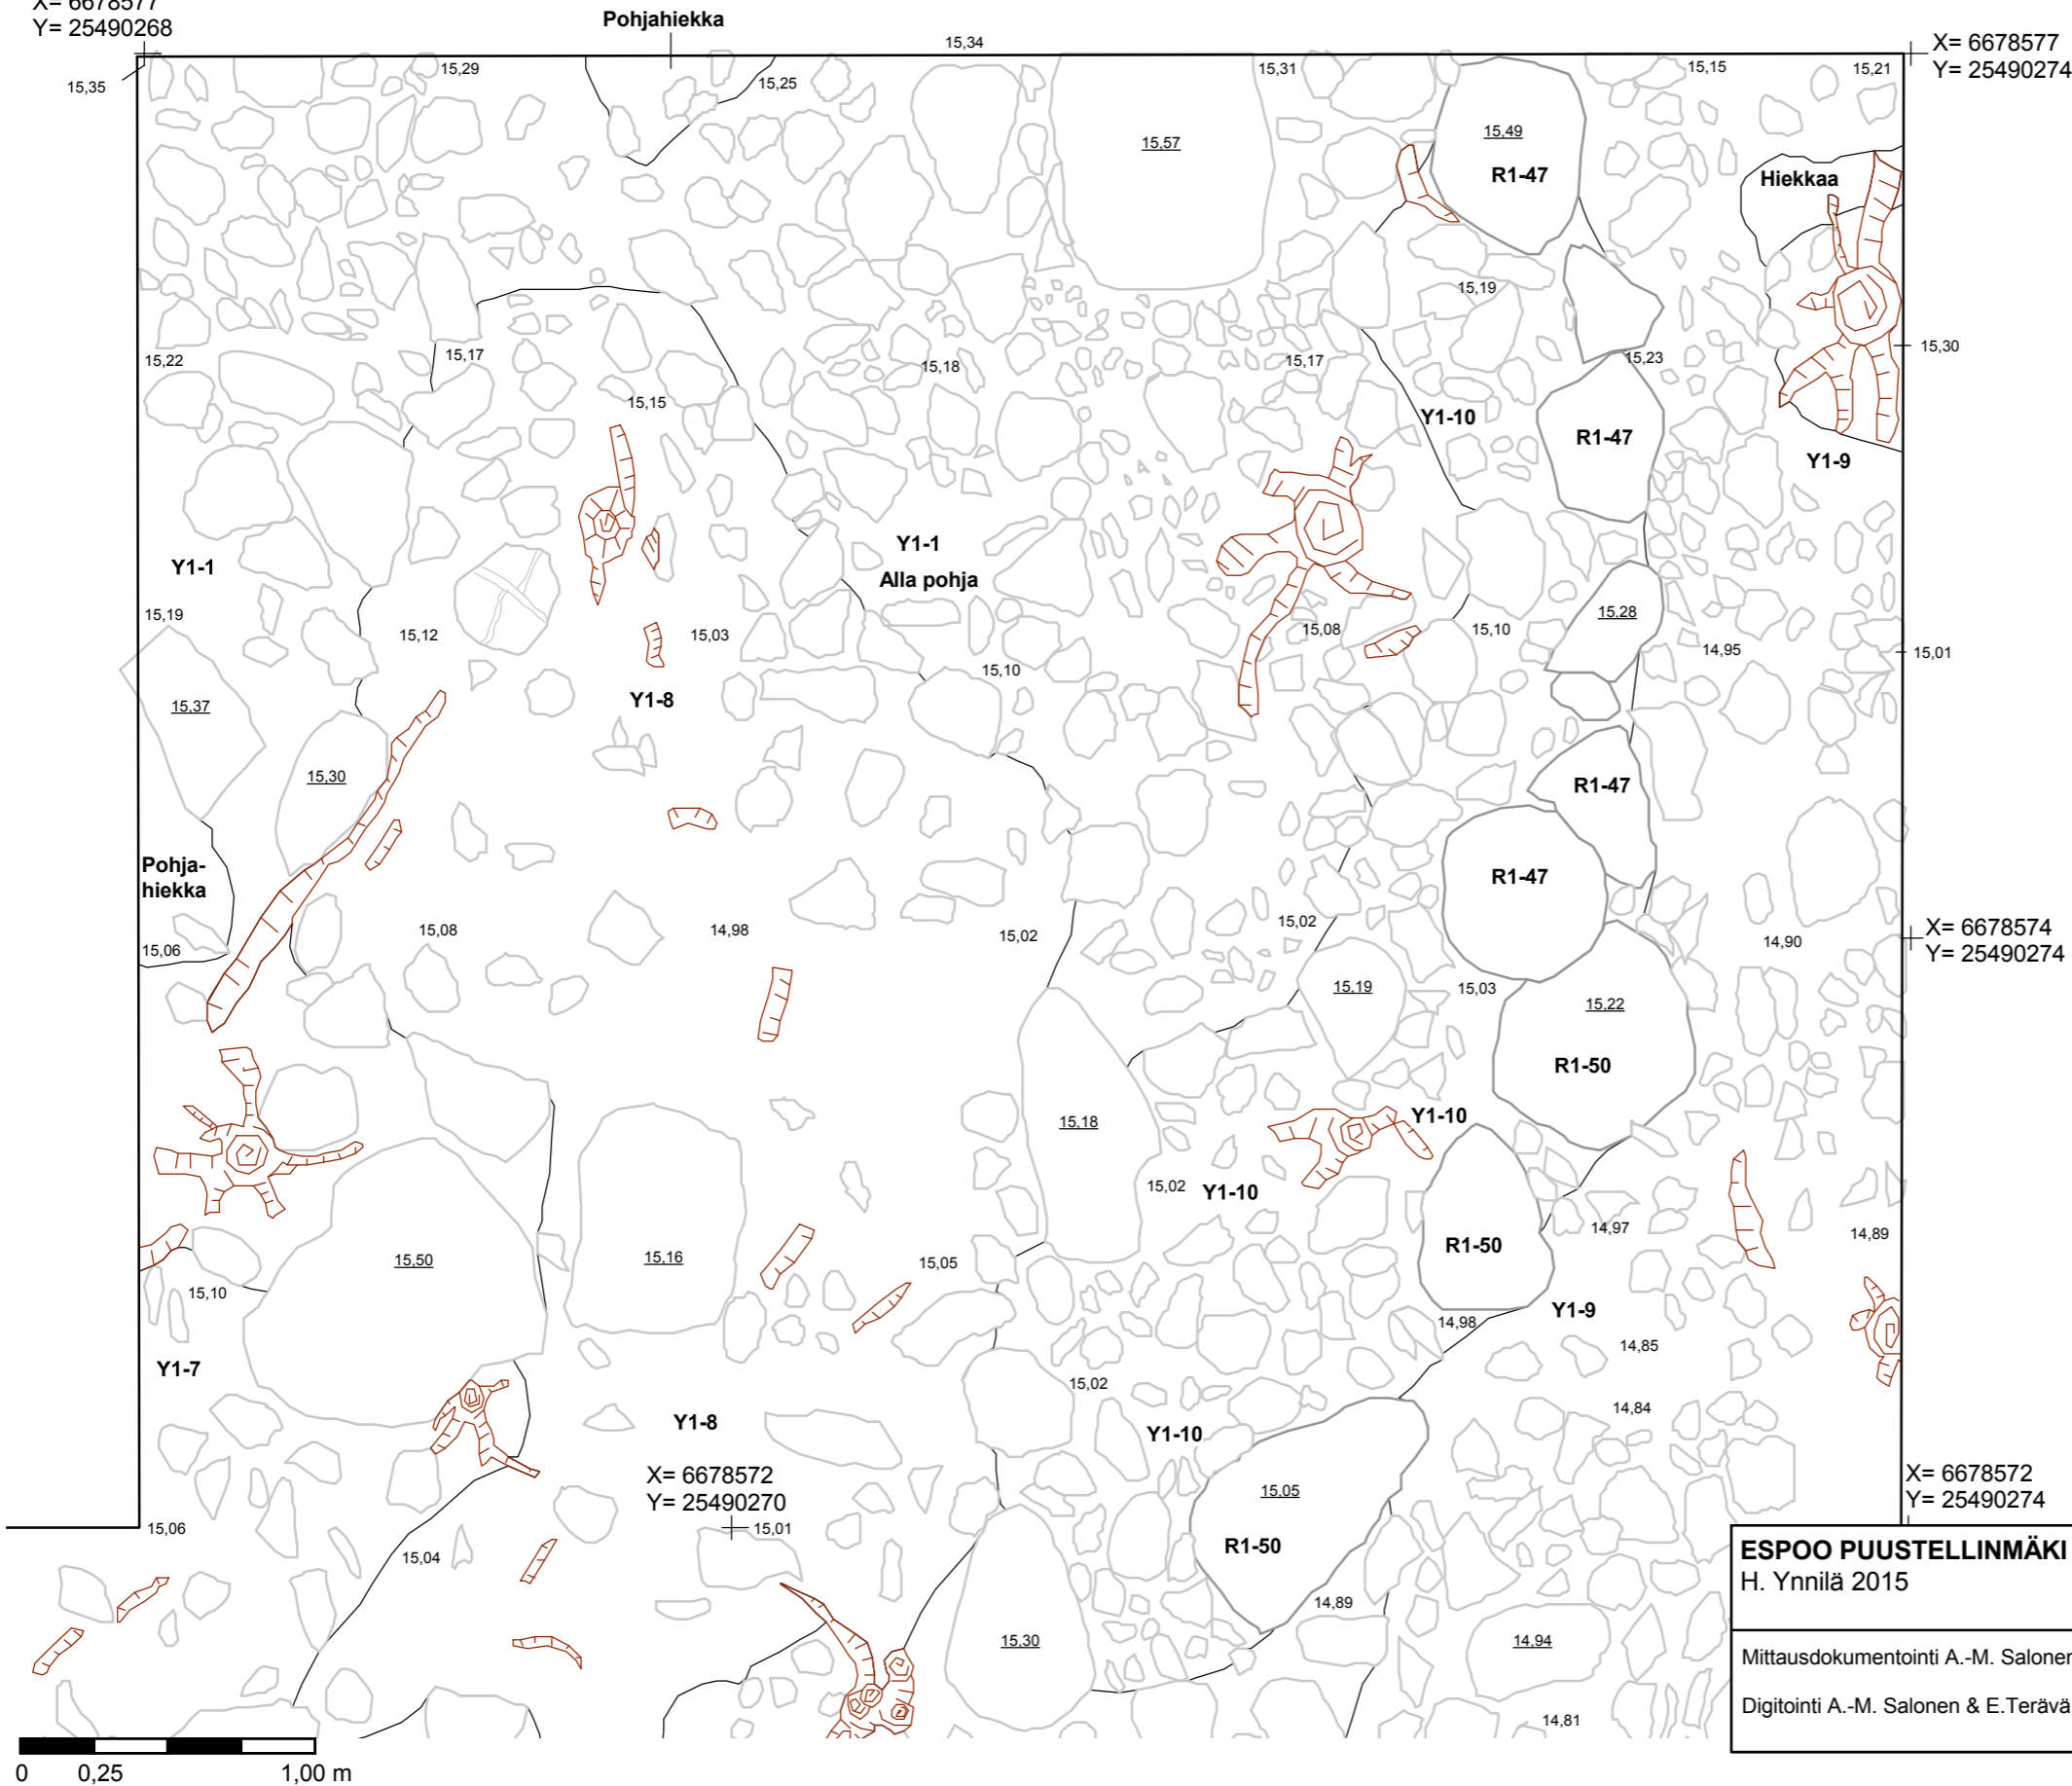 X= 6678577
Y= 25490268
Pohjahiekka
15,34
X= 6678577
Y= 25490274
15,35
15,29
15,25
15,31
15,15
15,21
15,57
15,49
R1-47
Hiekkaa
15,19
15,22
15,17
15,18
15,17
15,23
15,30
15,15
Y1-10
R1-47
Y1-9
Y1-1
Y1-1
Alla pohja
15,19
15,12
15,03
15,08
15,10
15,28
14,95
15,01
15,10
15,37
Y1-8
15,30
R1-47
Pohja-
hiekka
R1-47
15,06
15,08
14,98
15,02
15,02
14,90
X= 6678574
Y= 25490274
15,19
15,03
15,22
R1-50
15,18
Y1-10
15,02
Y1-10
14,97
14,89
15,50
15,16
15,05
R1-50
15,10
Y1-9
14,98
14,85
Y1-7
15,02
14,84
Y1-8
Y1-10
X= 6678572
Y= 25490270
15,01
15,05
R1-50
X= 6678572
Y= 25490274
15,06
15,04
14,89
15,30
14,94
14,81
ESPOO PUUSTELLINMÄKI
H. Ynnilä 2015
Mittausdokumentointi A.-M. Salonen
Digitointi A.-M. Salonen & E.Terävä
0 0,25 1,00 m